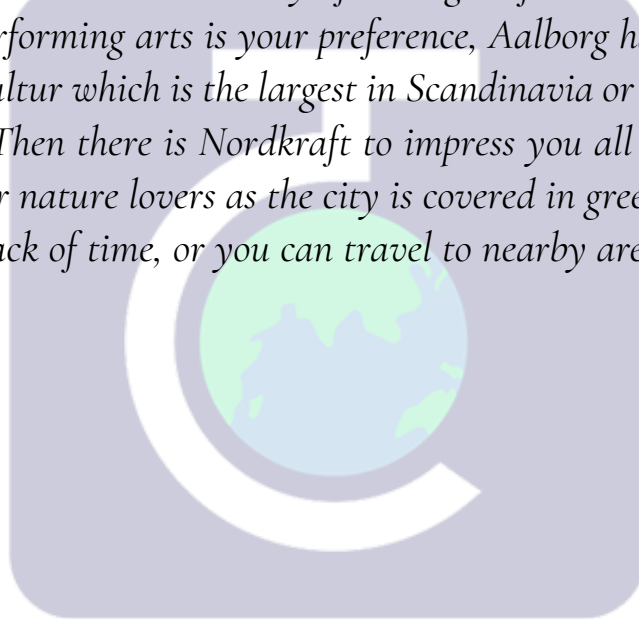 performing arts is your preference, Aalborg h
ultur which is the largest in Scandinavia or
Then there is Nordkraft to impress you all
r nature lovers as the city is covered in gree
ack of time, or you can travel to nearby are